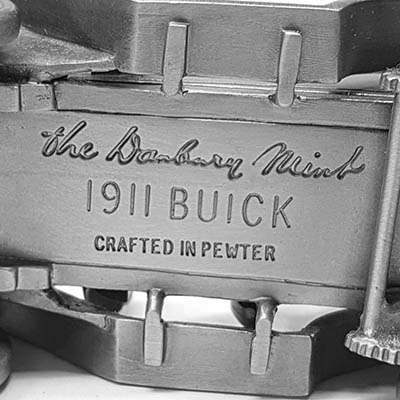 the Danbury Mint
1911 BUICK
CRAFTED IN PEWTER